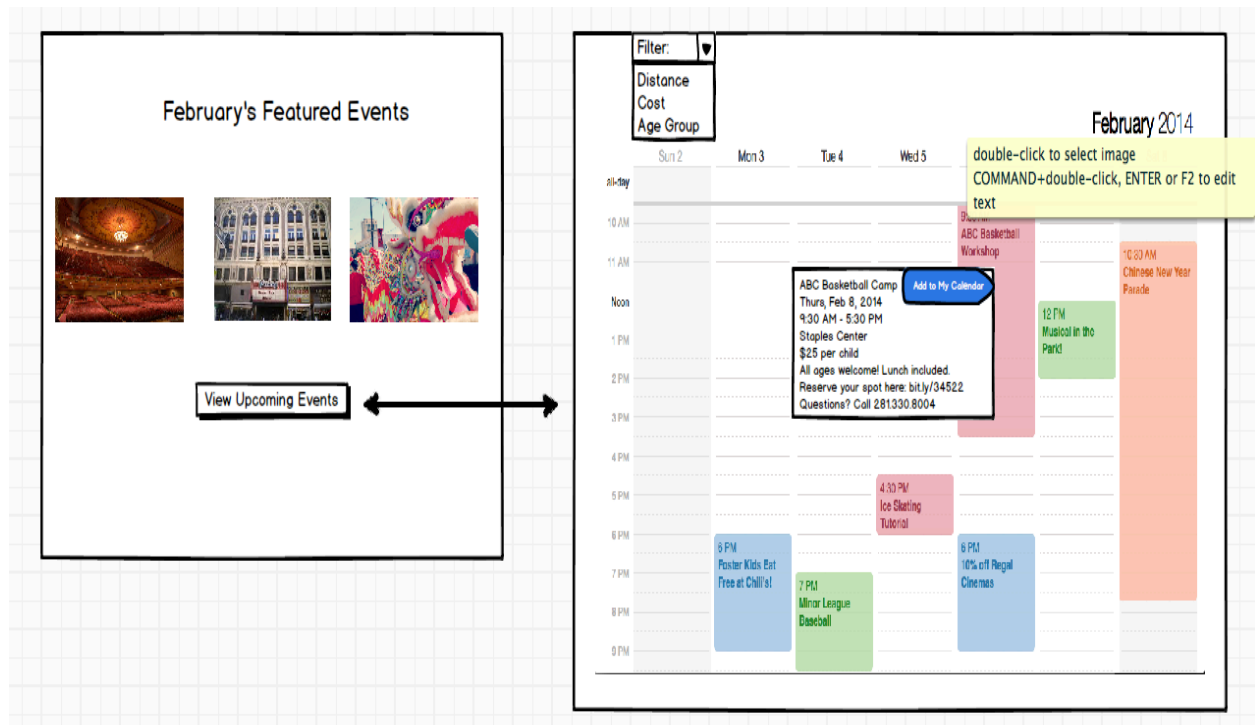 February's Featured Events
View Upcoming Events
Filter:
Distance
Cost
Age Group
February 2014
double-click to select image
COMMAND+double-click, ENTER or F2 to edit
text
Sun 2
Mon 3
Tue 4
Wed 5
all-day
10 AM
11 AM
Noon
1 PM
2 PM
3 PM
4 PM
5 PM
6 PM
7 PM
8 PM
9 PM
ABC Basketball
Workshop
ABC Basketball Camp
Thurs, Feb 8, 2014
9:30 AM - 5:30 PM
Staples Center
$25 per child
All ages welcome! Lunch included.
Reserve your spot here: bit.ly/34522
Questions? Call 281.330.8004
Add to My Calendar
12 PM
Musical in the
Park!
10:30 AM
Chinese New Year
Parade
4:30 PM
Ice Skating
Tutorial
6 PM
Foster Kids Eat
Free at Chili's!
7 PM
Minor League
Baseball
6 PM
10% off Regal
Cinemas